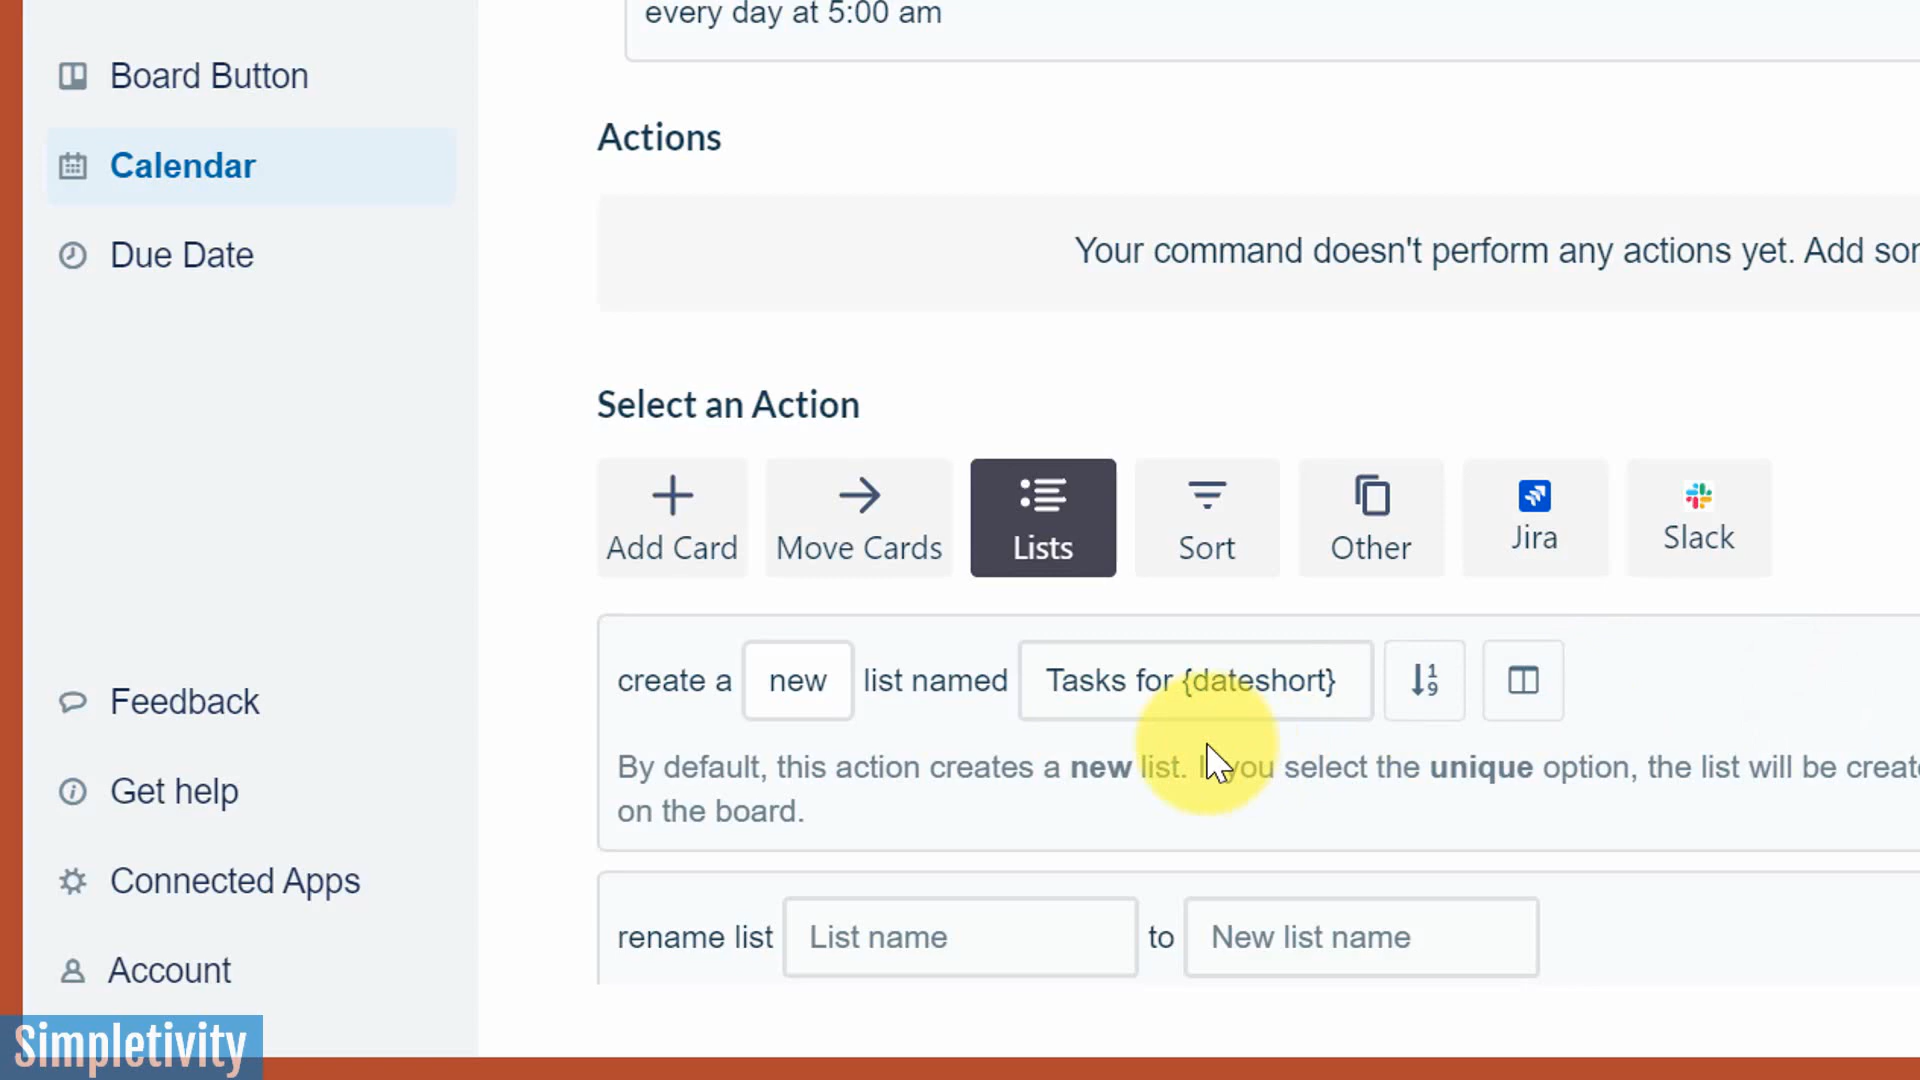 every day at 5:00 am
Board Button
Actions
Calendar
Your command doesn't perform any actions yet. Add
Due Date
Select an Action
Add Card
Move Cards
Lists
Sort
Other
Jira
Slack
create a new list named Tasks for {dateshort}
Feedback
By default, this action creates a new list. you select the unique option, the list will be
on the board.
Get help
Connected Apps
rename list List name to New list name
Account
Simpletivity